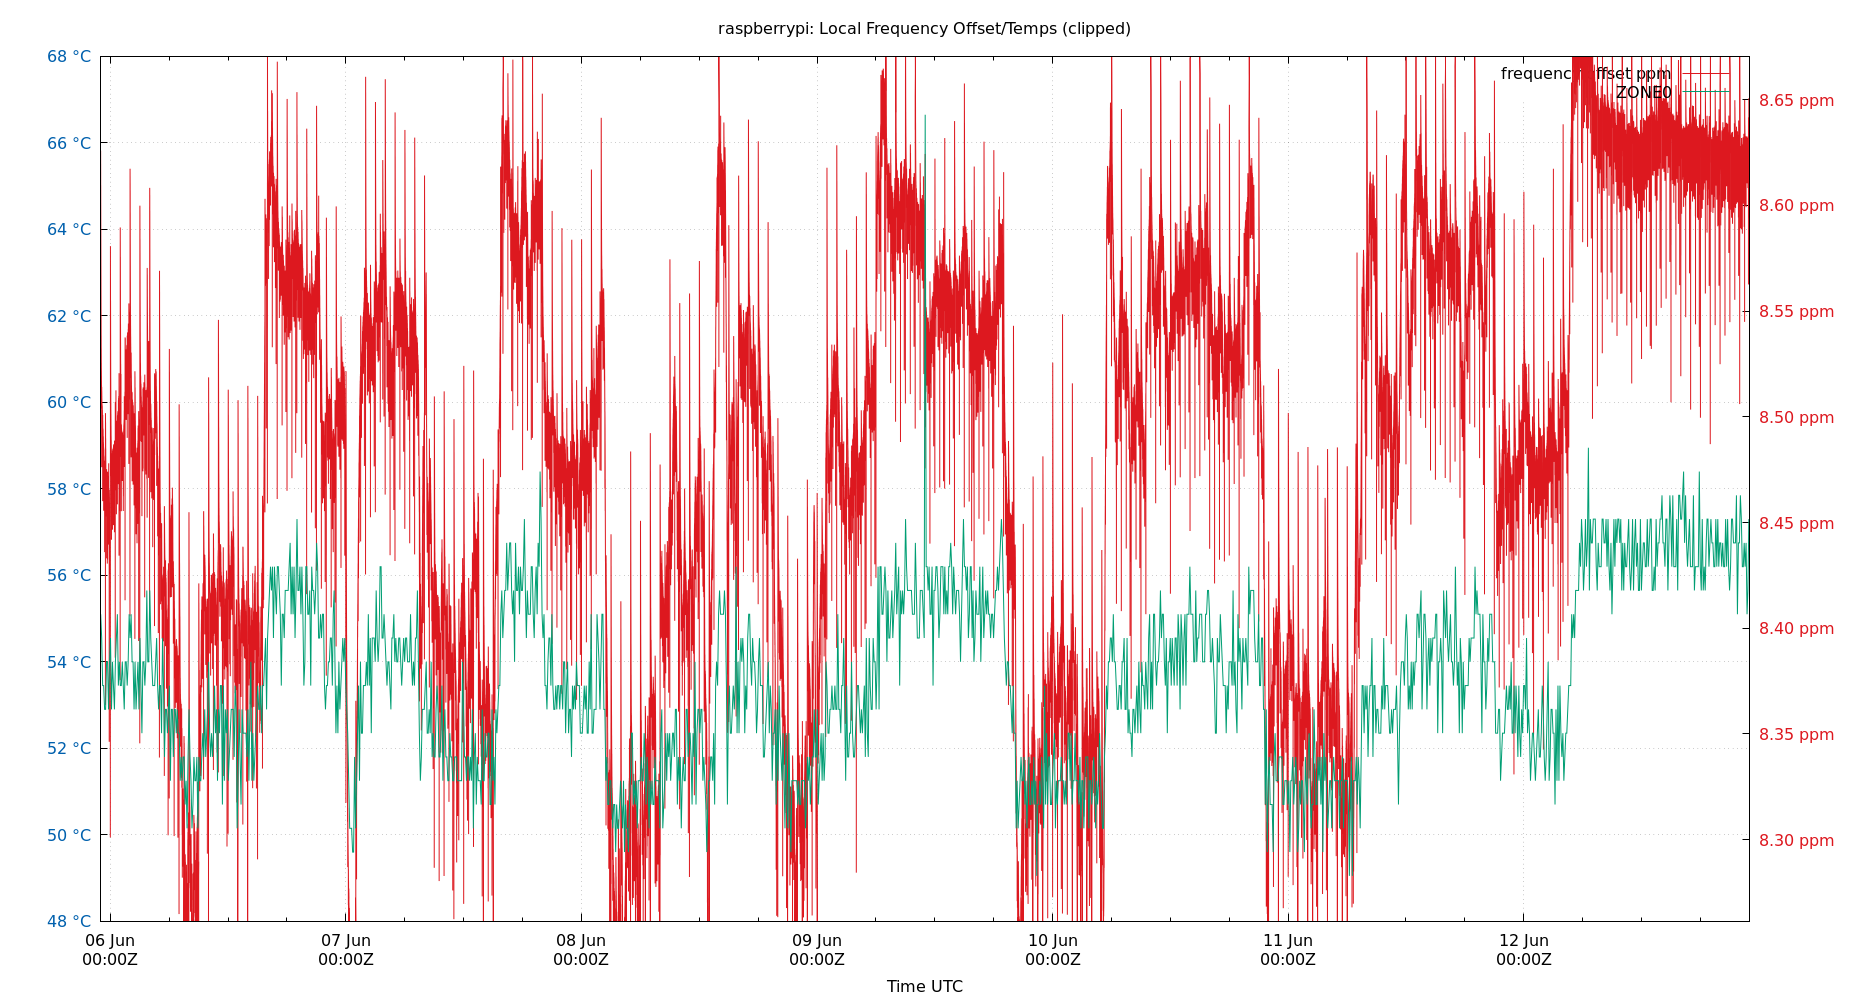 raspberrypi: Local Frequency Offset/Temps (clipped)
68 °C
66 °C
64 °C
62 °C
60 °C
58 °C
56 °C
54 °C
52 °C
50 °C
48 °C
frequency offset ppm
ZONE0
8.65 ppm
8.60 ppm
8.55 ppm
8.50 ppm
8.45 ppm
8.40 ppm
8.35 ppm
8.30 ppm
06 Jun 07 Jun 08 Jun 09 Jun 10 Jun 11 Jun 12 Jun
00:00Z 00:00Z 00:00Z 00:00Z 00:00Z 00:00Z 00:00Z
Time UTC